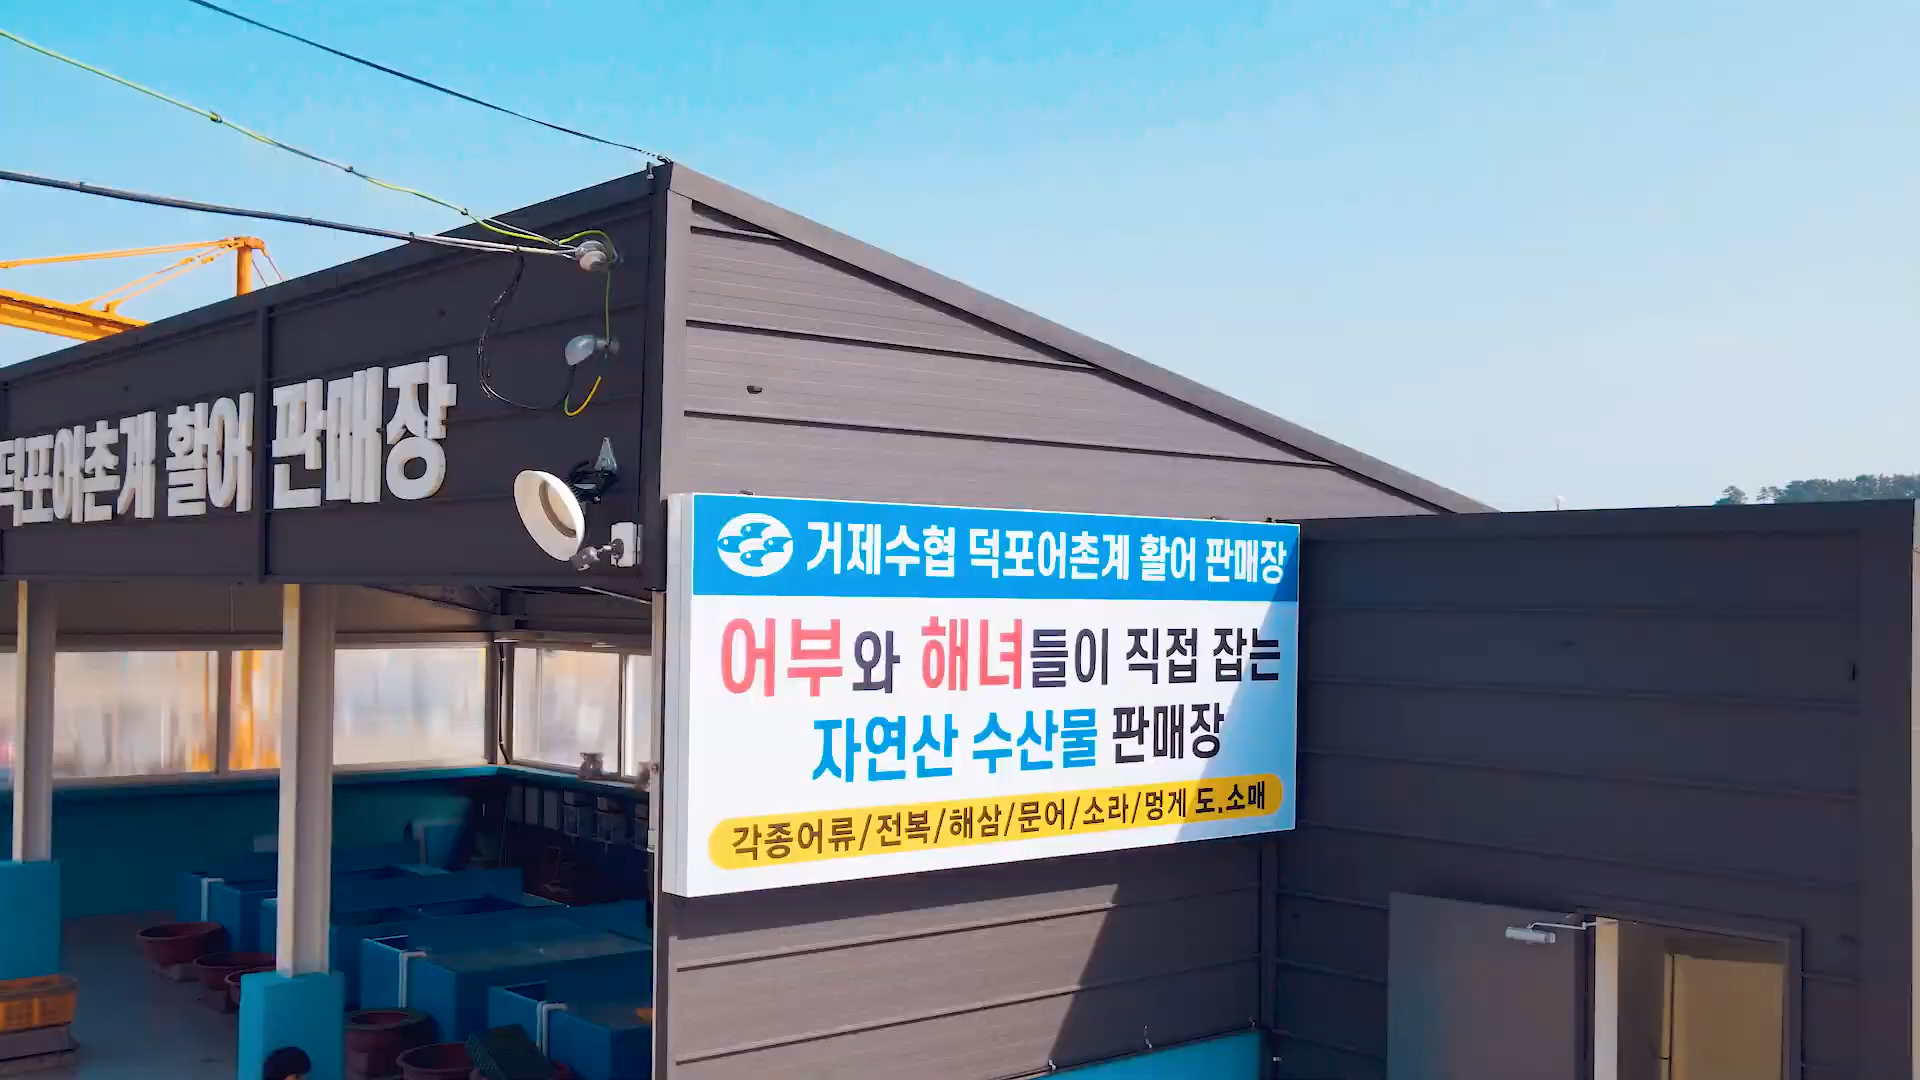 덕포어촌계 활어 판매장
거제수협 덕포어촌계 활어 판매장
어부와 해녀들이 직접 잡는
자연산 수산물 판매장
각종어류/전복/해삼/문어/소라/멍게 도.소매